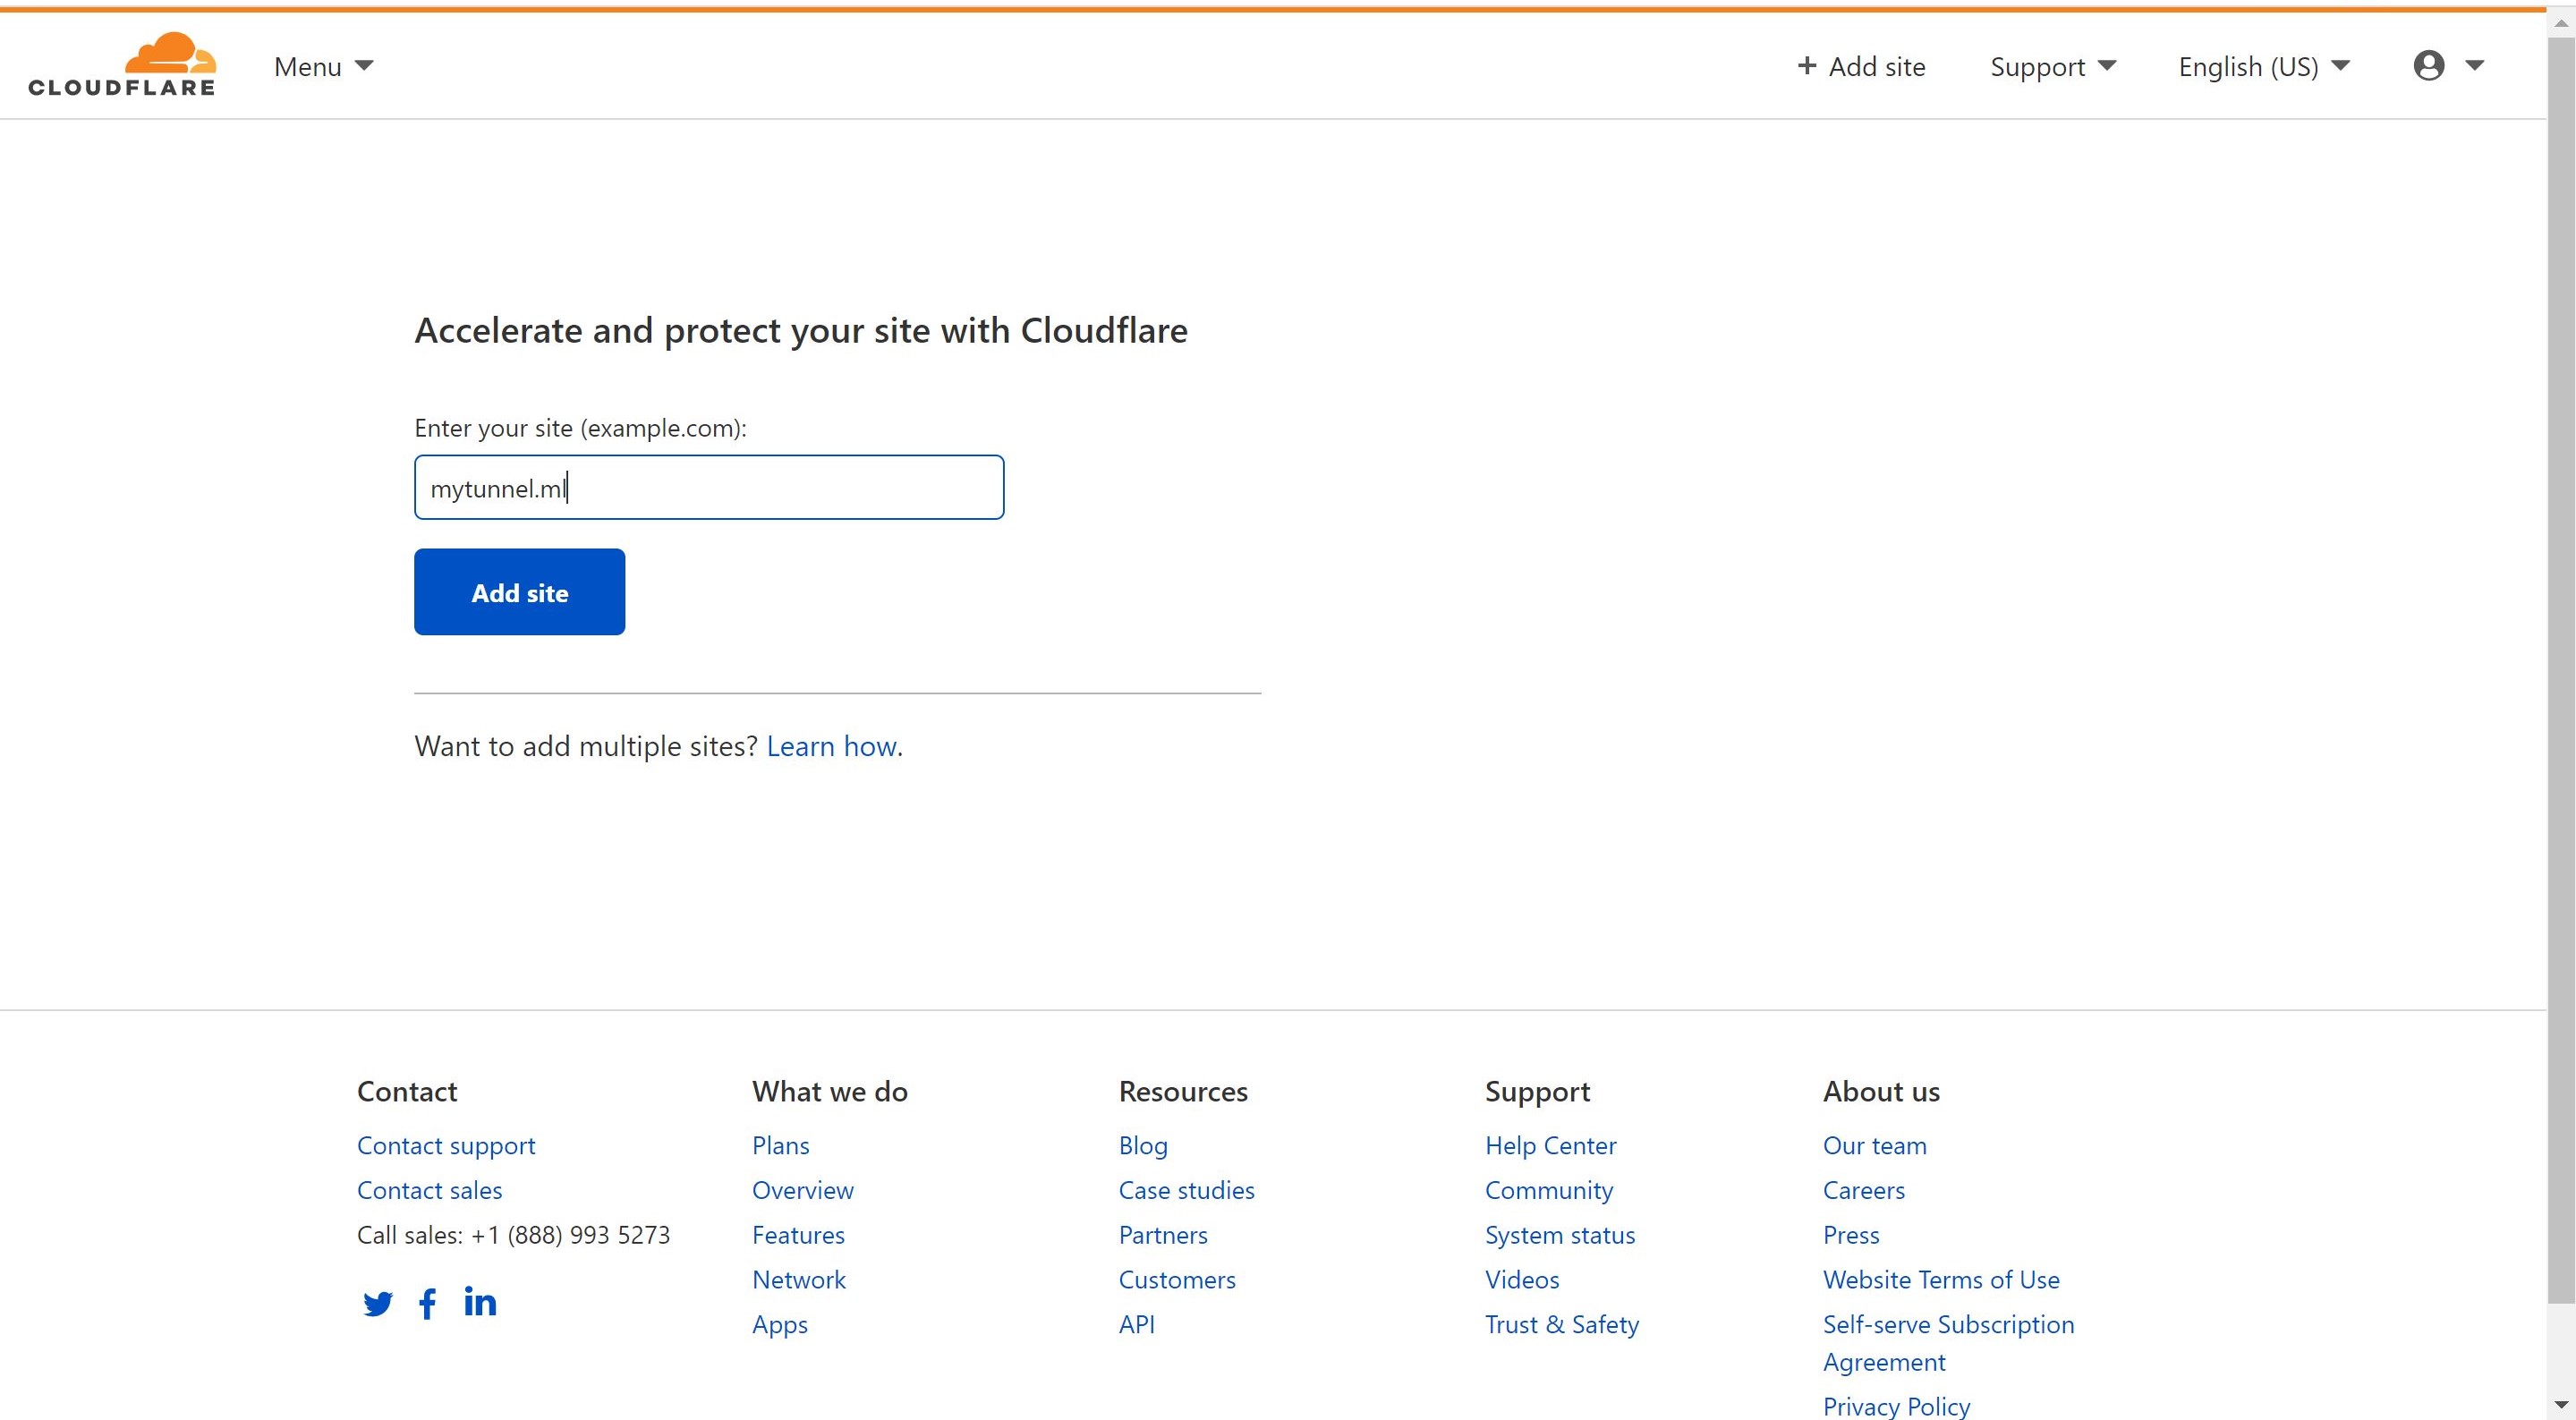 CLOUDFLARE
Menu
+ Add site
Support
English (US)
Accelerate and protect your site with Cloudflare
Enter your site (example.com):
mytunnel.ml
Add site
Want to add multiple sites? Learn how.
Contact
Contact support
Contact sales
Call sales: +1 (888) 993 5273
What we do
Plans
Overview
Features
Network
Apps
Resources
Blog
Case studies
Partners
Customers
API
Support
Help Center
Community
System status
Videos
Trust & Safety
About us
Our team
Careers
Press
Website Terms of Use
Self-serve Subscription
Agreement
Privacy Policy